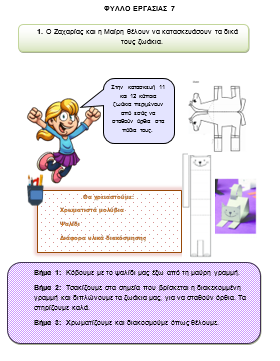 ΦΥΛΛΟ ΕΡΓΑΣΙΑΣ 7
1. Ο Ζαχαρίας και η Μαίρη θέλουν να κατασκευάσουν τα δικά
τους ζωάκια.
Στην κατασκευή 11
και 12 κάποια
ζωάκια περιμένουν
από εσάς να
σταθούν όρθια στα
πόδια τους.
Θα χρειαστούμε:
Χρωματιστά μολύβια
Ψαλίδι
Διάφορα υλικά διακόσμησης
Βήμα 1: Κόβουμε με το ψαλίδι μας έξω από τη μαύρη γραμμή.
Βήμα 2: Τσακίζουμε στα σημεία που βρίσκεται η διακεκομμένη
γραμμή και διπλώνουμε τα ζωάκια μας, για να σταθούν όρθια. Τα
στηρίζουμε καλά.
Βήμα 3: Χρωματίζουμε και διακοσμούμε όπως θέλουμε.